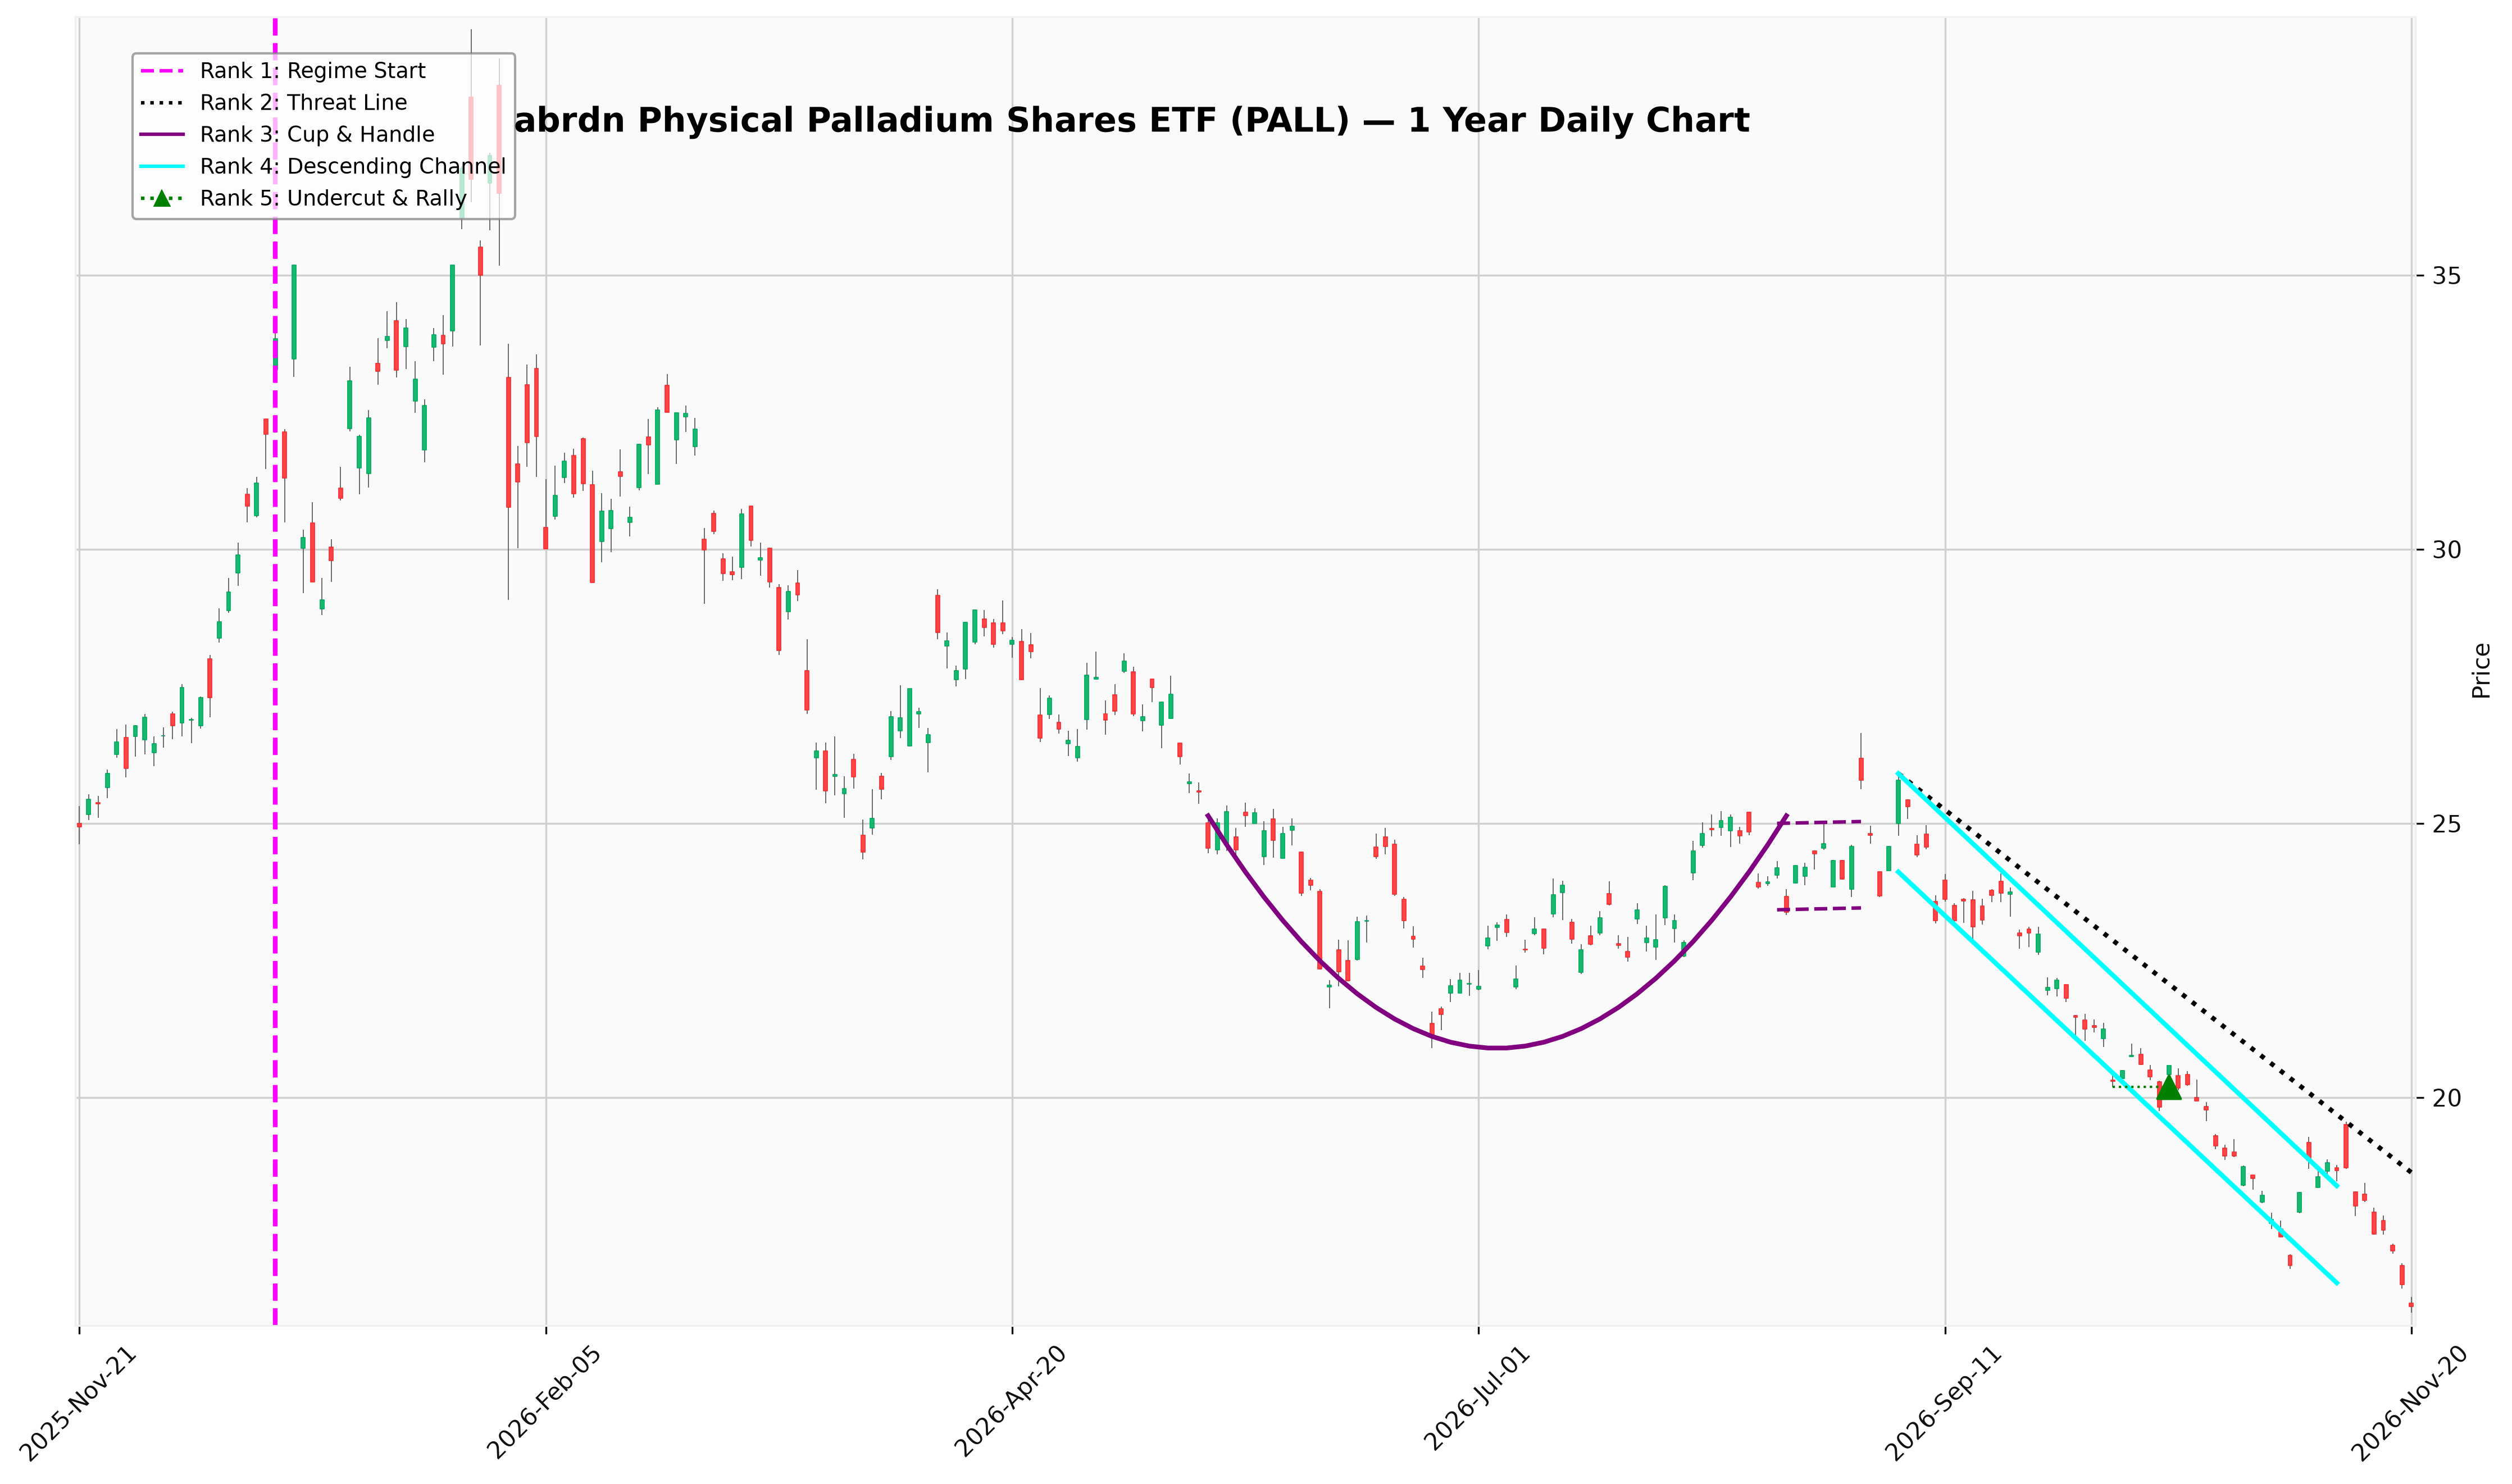 Rank 1: Regime Start
Rank 2: Threat Line
Rank 3: Cup & Handle
Rank 4: Descending Channel
Rank 5: Undercut & Rally
abrdn Physical Palladium Shares ETF (PALL) — 1 Year Daily Chart
35
30
25
20
Price
2025-Nov-21
2026-Feb-05
2026-Apr-20
2026-Jul-01
2026-Sep-11
2026-Nov-20